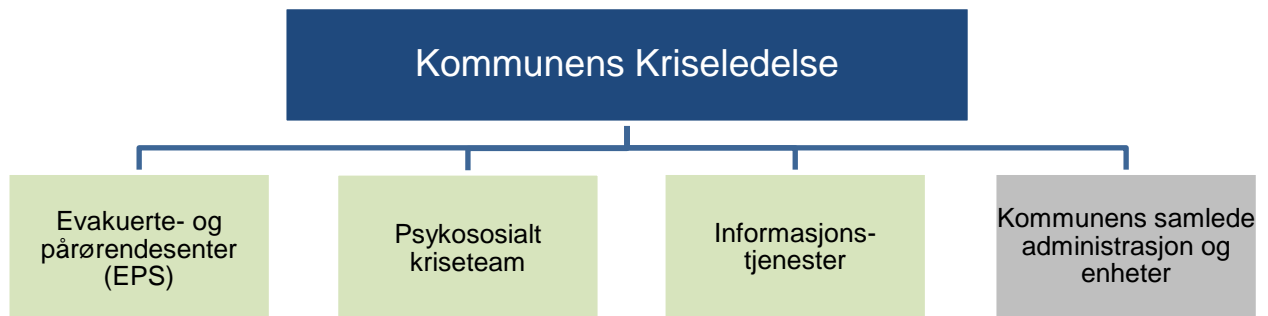 Kommunens Kriseledelse
Evakuerte- og
pårørendesenter
(EPS)
Psykososialt
kriseteam
Informasjons-
tjenester
Kommunens samlede
administrasjon og
enheter